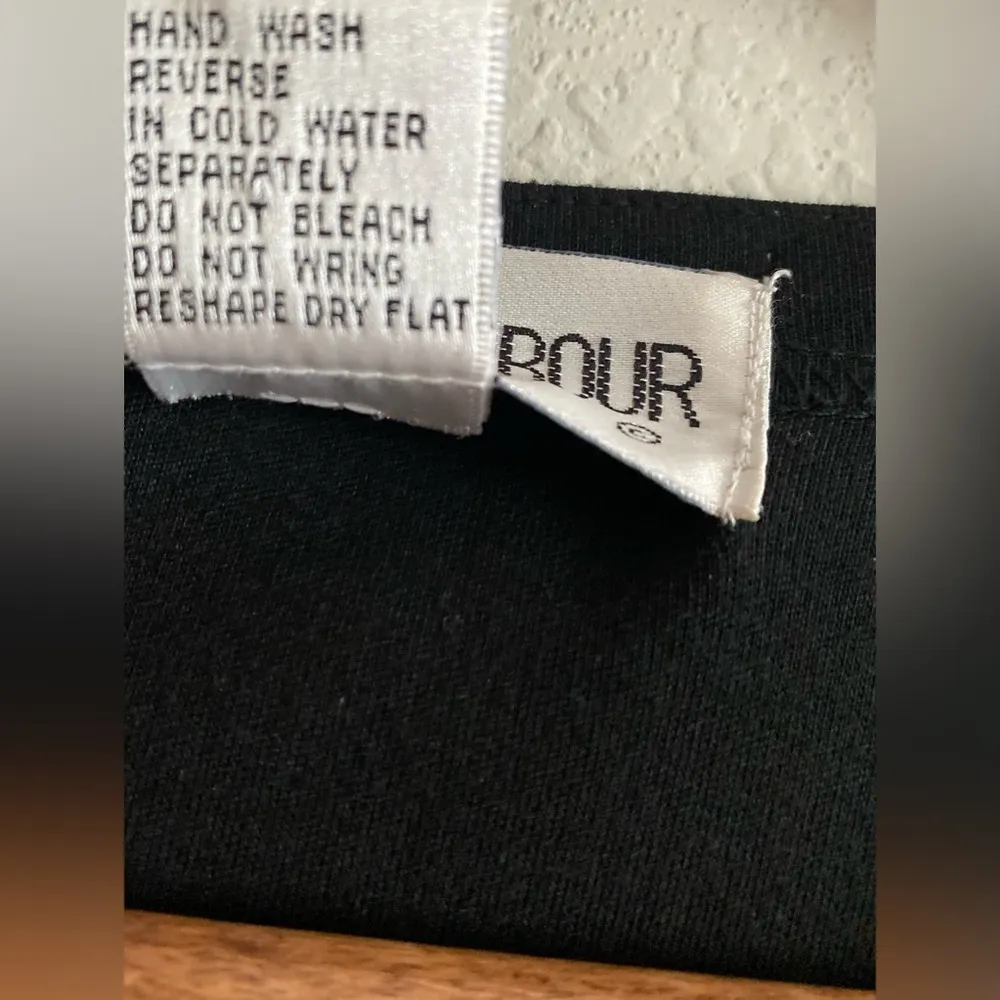 HAND WASH
REVERSE
IN COLD WATER
SEPARATELY
DO NOT BLEACH
DO NOT WRING
RESHAPE DRY FLAT
BOUR
©